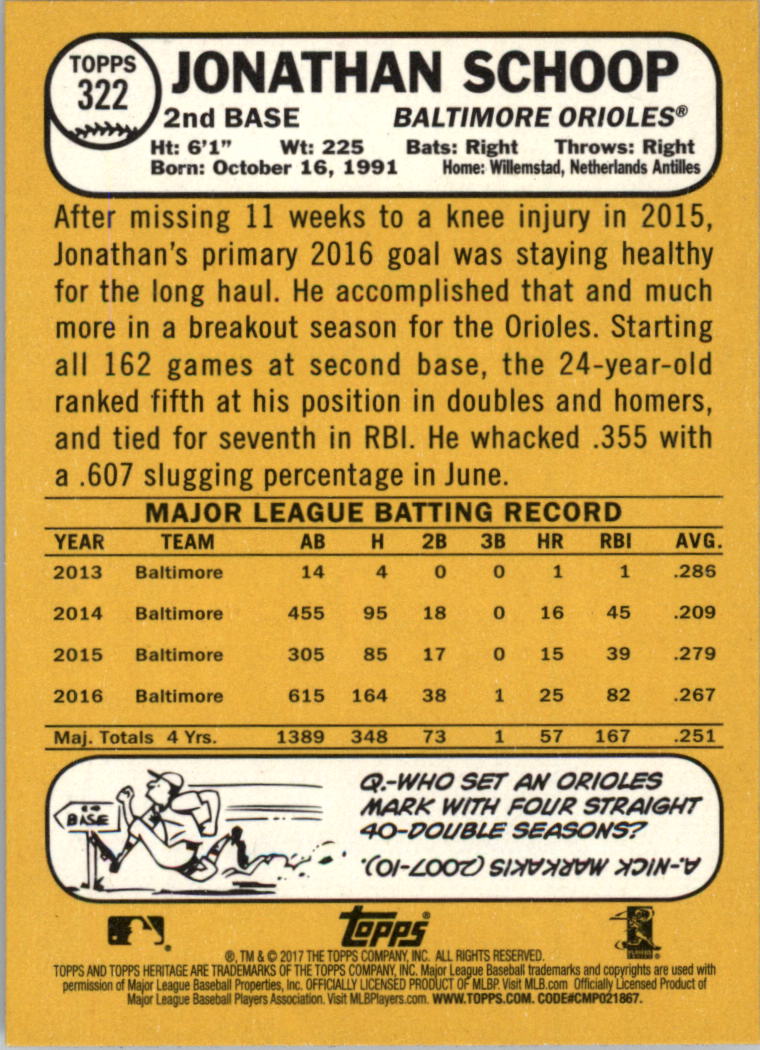 TOPPS
322
JONATHAN SCHOOP
2nd BASE BALTIMORE ORIOLES®
Ht: 6'1" Wt: 225 Bats: Right Throws: Right
Born: October 16, 1991 Home: Willemstad, Netherlands Antilles
After missing 11 weeks to a knee injury in 2015,
Jonathan's primary 2016 goal was staying healthy
for the long haul. He accomplished that and much
more in a breakout season for the Orioles. Starting
all 162 games at second base, the 24-year-old
ranked fifth at his position in doubles and homers,
and tied for seventh in RBI. He whacked .355 with
a .607 slugging percentage in June.
MAJOR LEAGUE BATTING RECORD
YEAR TEAM AB H 2B 3B HR RBI AVG.
2013 Baltimore 14 4 0 0 1 1 .286
2014 Baltimore 455 95 18 0 16 45 .209
2015 Baltimore 305 85 17 0 15 39 .279
2016 Baltimore 615 164 38 1 25 82 .267
Maj. Totals 4 Yrs. 1389 348 73 1 57 167 .251
BASE
Q.-WHO SET AN ORIOLES
MARK WITH FOUR STRAIGHT
40-DOUBLE SEASONS?
A.-NICK MARKAKIS (2007-10).
topps®
®, TM & © 2017 THE TOPPS COMPANY, INC. ALL RIGHTS RESERVED.
TOPPS AND TOPPS HERITAGE ARE TRADEMARKS OF THE TOPPS COMPANY, INC. Major League Baseball trademarks and copyrights are used with
permission of Major League Baseball Properties, Inc. OFFICIALLY LICENSED PRODUCT OF MLBP. Visit MLB.com Officially Licensed Product of
Major League Baseball Players Association. Visit MLBPlayers.com. WWW.TOPPS.COM. CODE#CMP021867.